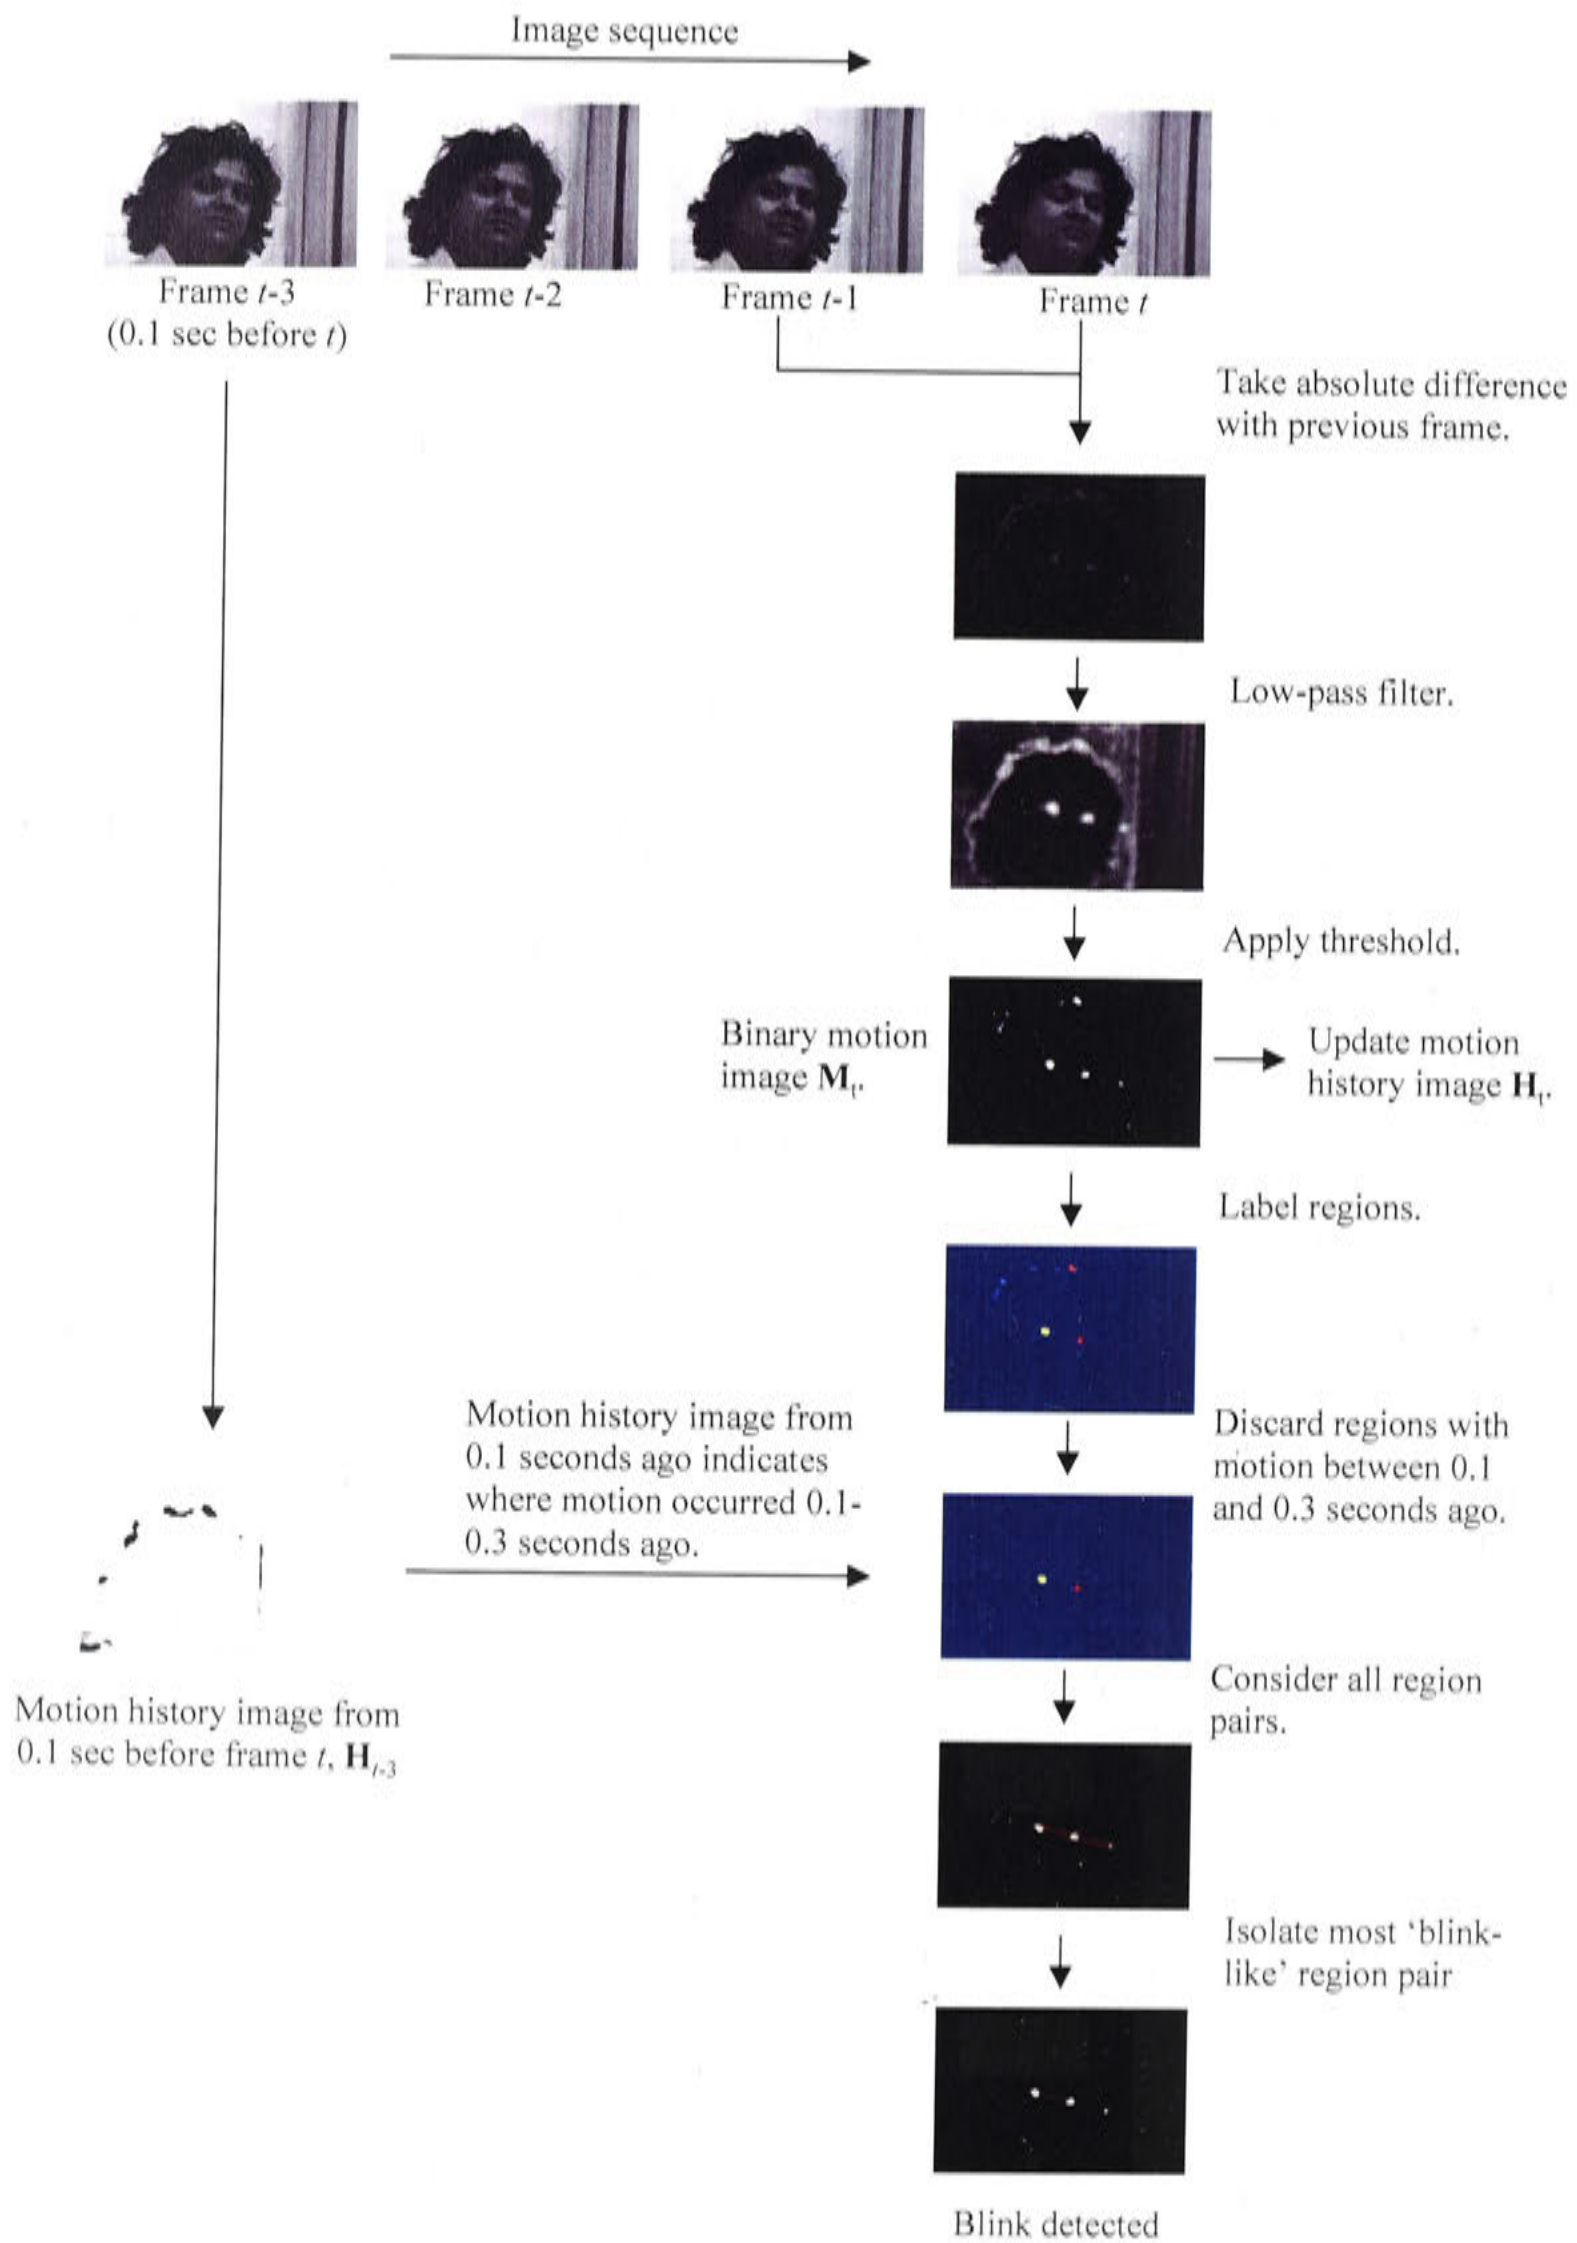 Image sequence
Frame t-3
(0.1 sec before t)
Frame t-2
Frame t-1
Frame t
Take absolute difference
with previous frame.
Low-pass filter.
Apply threshold.
Binary motion
image Mt.
Update motion
history image Ht.
Label regions.
Motion history image from
0.1 seconds ago indicates
where motion occurred 0.1-
0.3 seconds ago.
Discard regions with
motion between 0.1
and 0.3 seconds ago.
Motion history image from
0.1 sec before frame t, Ht-3
Consider all region
pairs.
Isolate most ‘blink-
like’ region pair
Blink detected